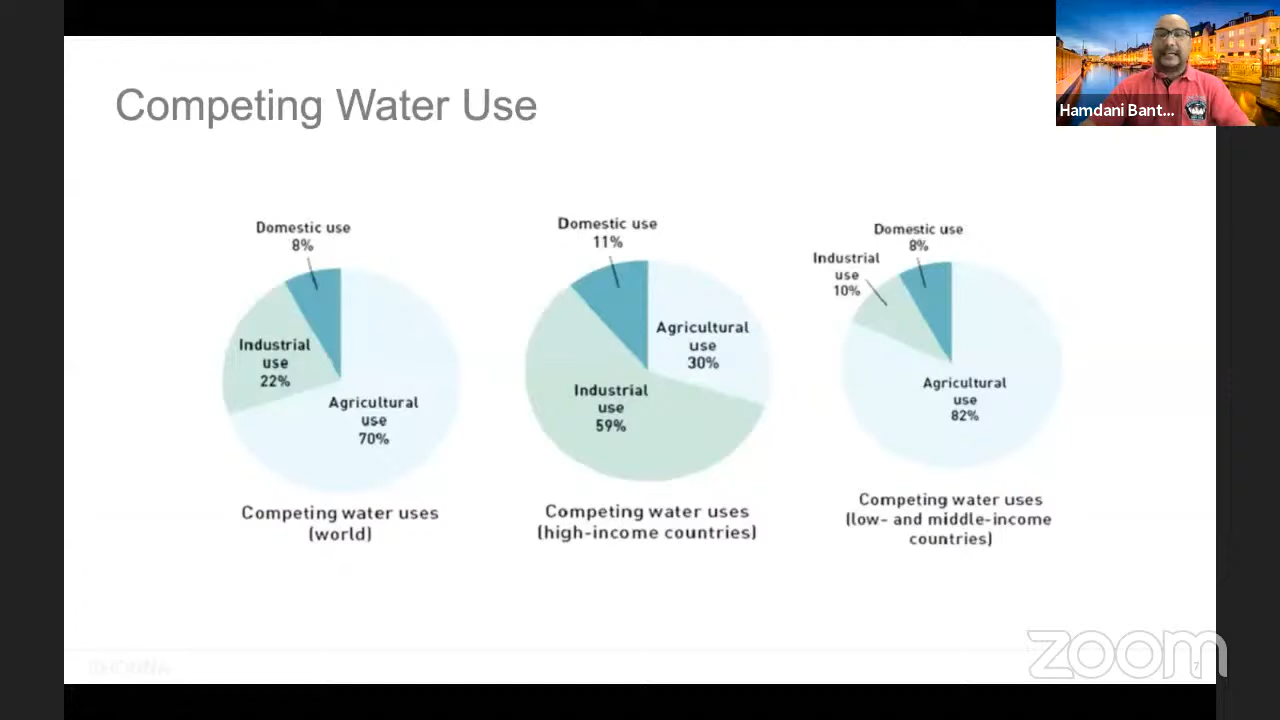 Competing Water Use
Hamdani Bant...
Domestic use
8%
Industrial
use
22%
Agricultural
use
70%
Competing water uses
(world)
Domestic use
11%
Agricultural
use
30%
Industrial
use
59%
Competing water uses
(high-income countries)
Domestic use
8%
Industrial
use
10%
Agricultural
use
82%
Competing water uses
(low- and middle-income
countries)
zoom
7